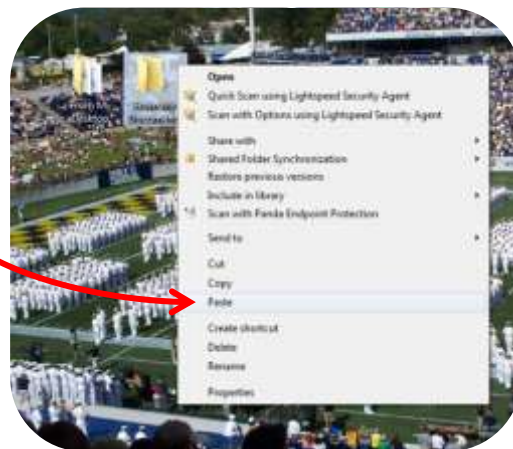 Open
Quick Scan using Lightspeed Security Agent
Scan with Options using Lightspeed Security Agent
Share with
Shared Folder Synchronization
Restore previous versions
Include in library
Scan with Panda Endpoint Protection
Send to
Cut
Copy
Paste
Create shortcut
Delete
Rename
Properties